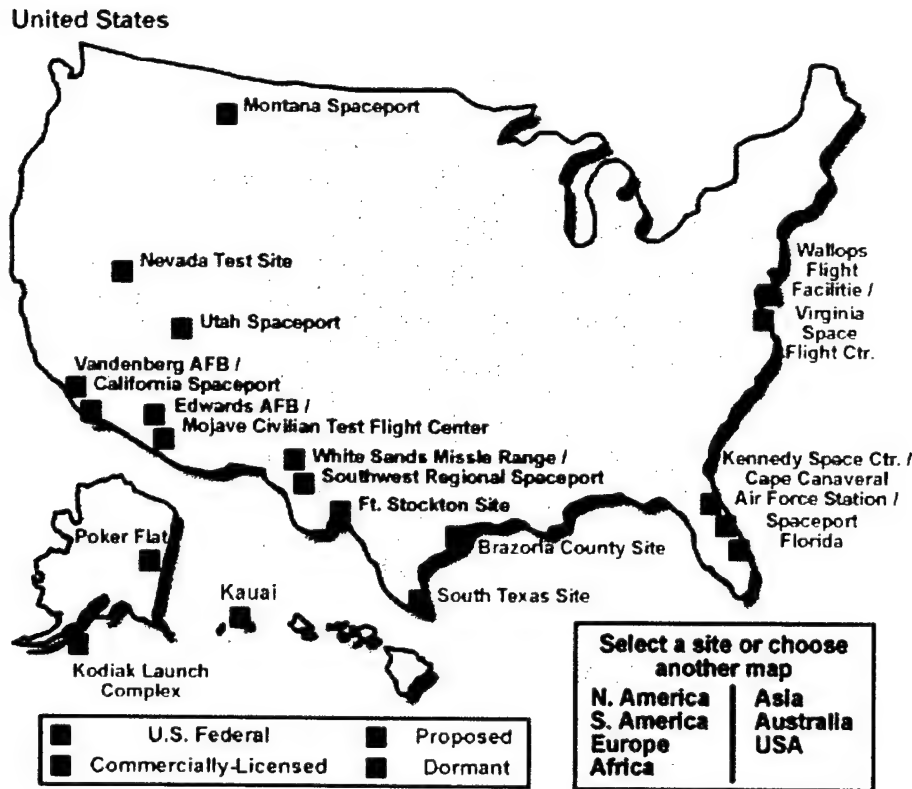 United States
Montana Spaceport
Nevada Test Site
Utah Spaceport
Wallops
Flight
Facilitie /
Virginia
Space
Flight Ctr.
Vandenberg AFB /
California Spaceport
Edwards AFB /
Mojave Civilian Test Flight Center
White Sands Missle Range /
Southwest Regional Spaceport
Ft. Stockton Site
Kennedy Space Ctr. /
Cape Canaveral
Air Force Station /
Spaceport
Florida
Brazoria County Site
South Texas Site
Poker Flat
Kauai
Kodiak Launch
Complex
U.S. Federal
Proposed
Commercially-Licensed
Dormant
Select a site or choose
another map
N. America
S. America
Europe
Africa
Asia
Australia
USA